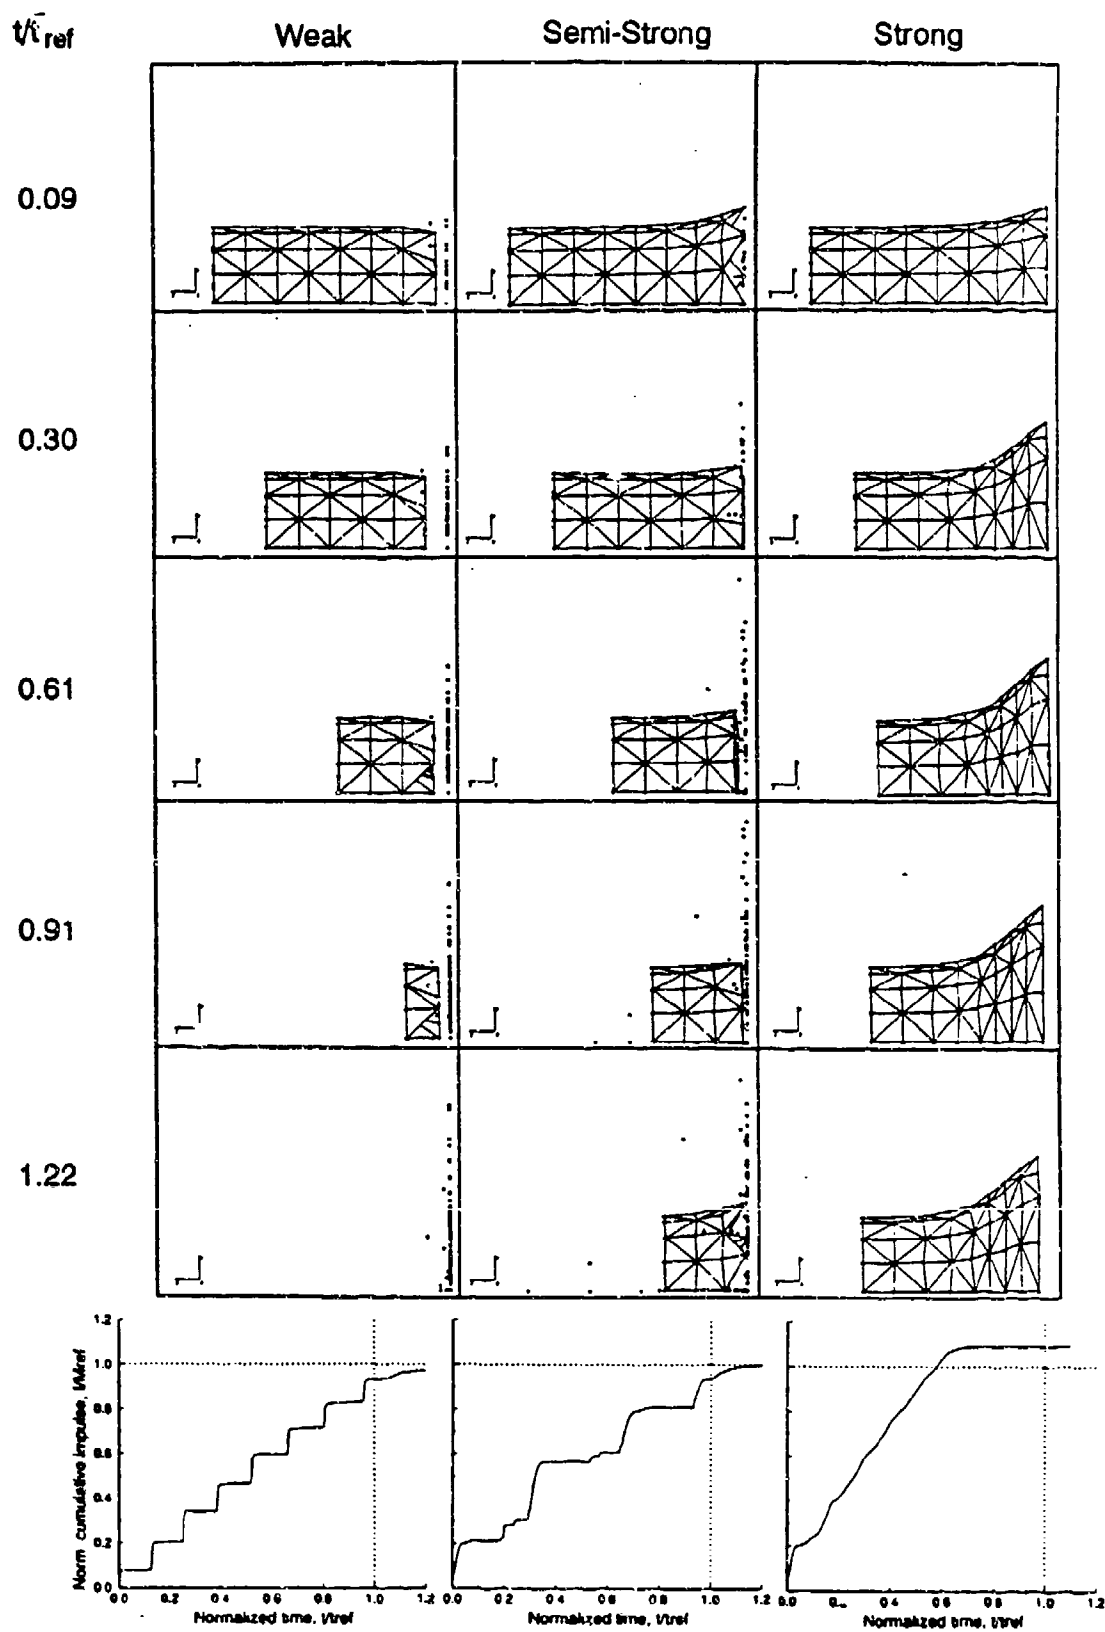 t/t̄ref Weak Semi-Strong Strong
0.09
0.30
0.61
0.91
1.22
Norm cumulative impulse, I/Miref
1.2
1.0
0.8
0.6
0.4
0.2
0.0
0.0 0.2 0.4 0.6 0.8 1.0 1.2
Normalized time, t/tref
0.0 0.2 0.4 0.6 0.8 1.0 1.2
Normalized time, t/tref
0.0 0.4 0.6 0.8 1.0 1.2
Normalized time, t/tref